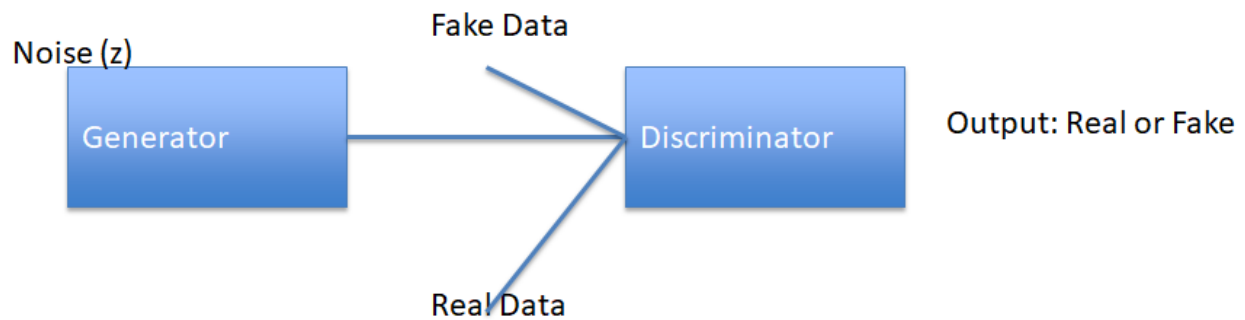 Fake Data
Noise (z)
Generator
Discriminator
Output: Real or Fake
Real Data